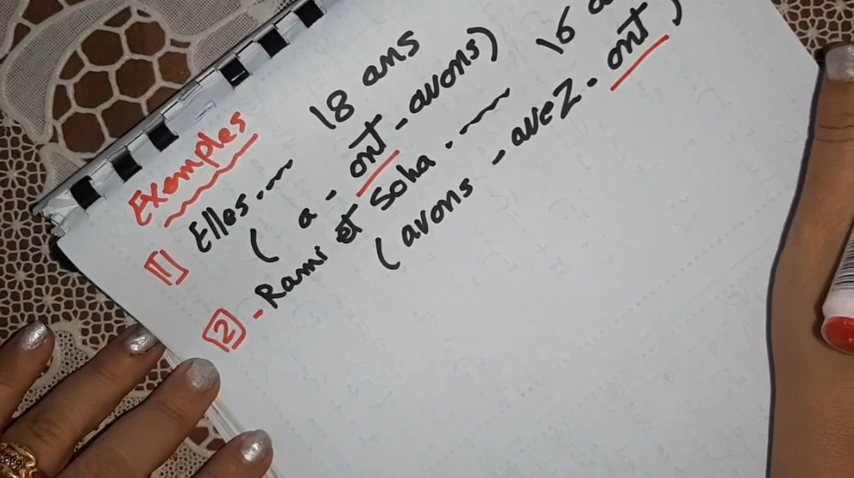 Exemples
1 Elles.... 18 ans
( a - ont - avons)
2 - Rami et Soha .... 16
( avons - avez - ont )